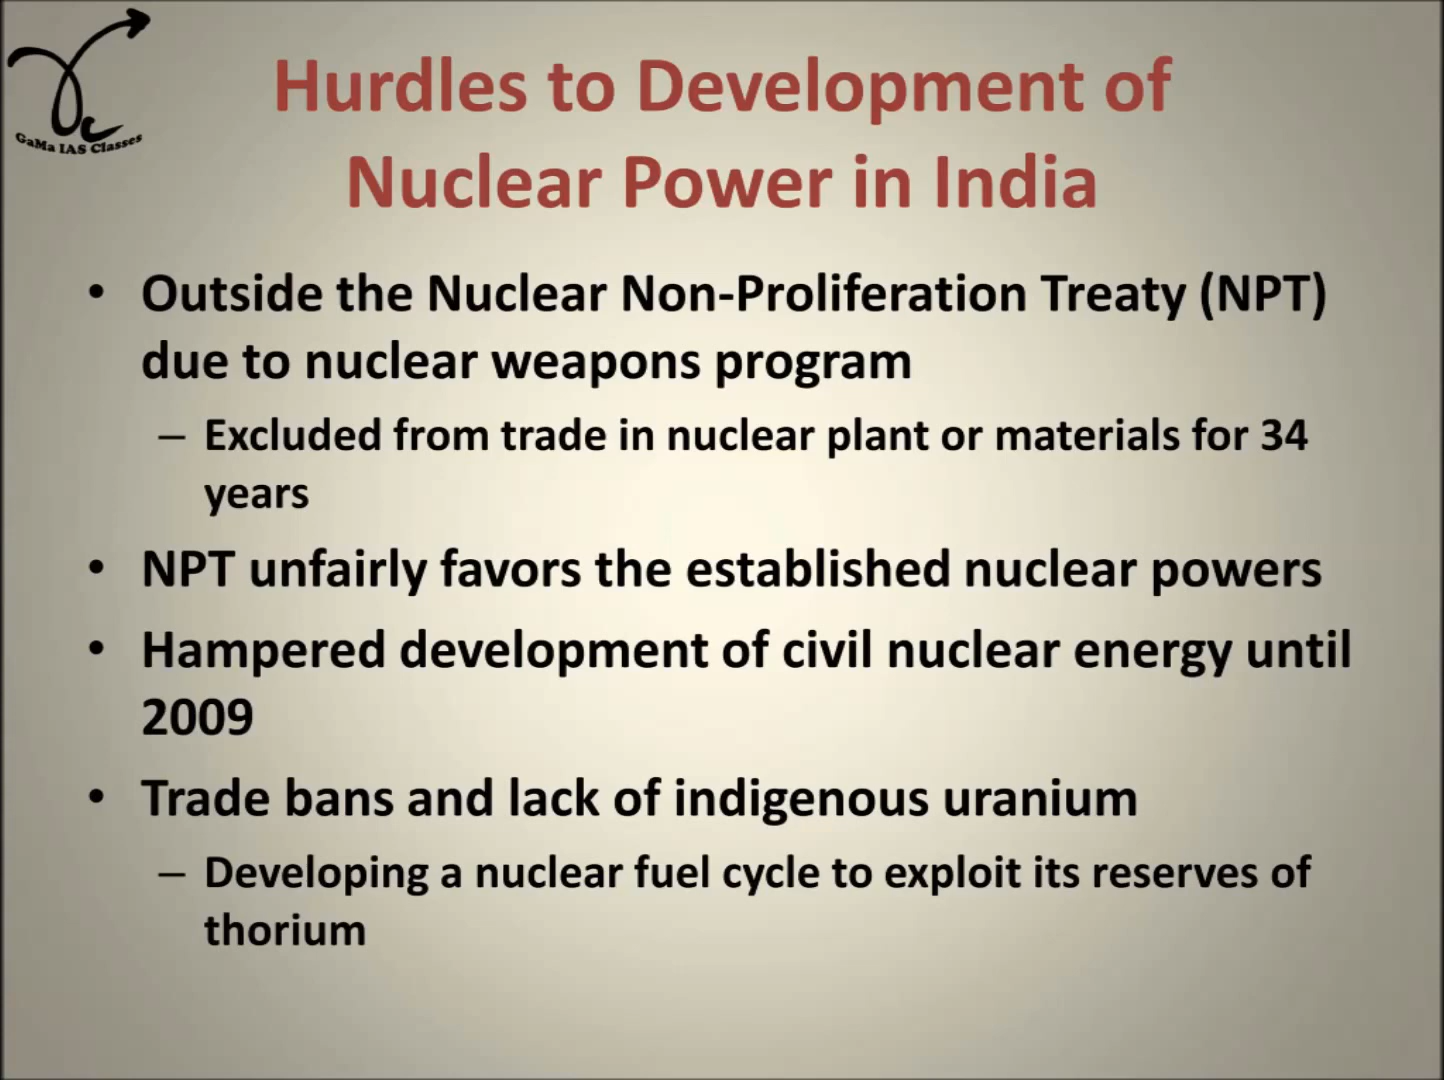 GaMa IAS Classes
Hurdles to Development of
Nuclear Power in India
• Outside the Nuclear Non-Proliferation Treaty (NPT)
due to nuclear weapons program
– Excluded from trade in nuclear plant or materials for 34
years
• NPT unfairly favors the established nuclear powers
• Hampered development of civil nuclear energy until
2009
• Trade bans and lack of indigenous uranium
– Developing a nuclear fuel cycle to exploit its reserves of
thorium